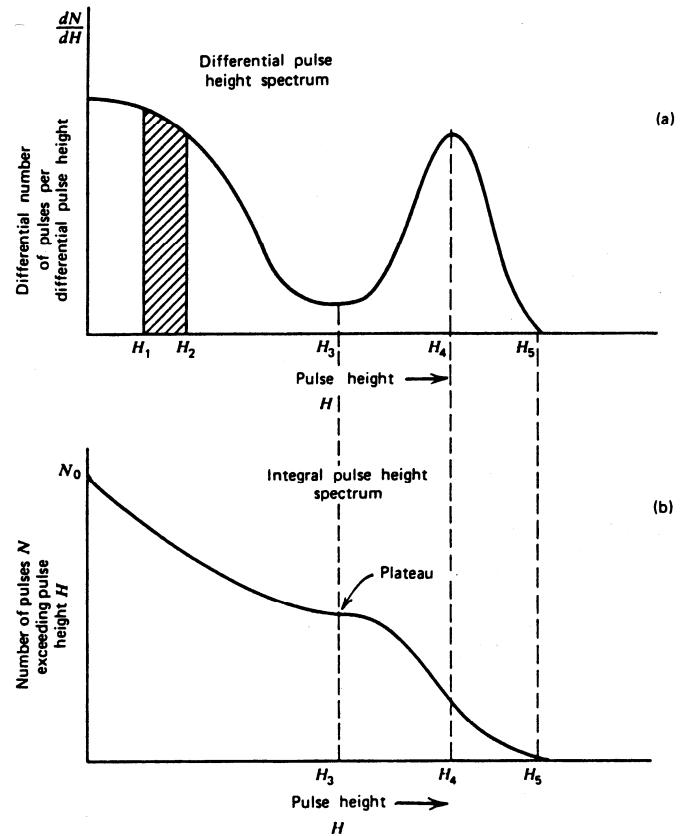 dN
dH
Differential pulse
height spectrum
(a)
Differential number
of pulses per
differential pulse height
H₁
H₂
H₃
H₄
H₅
Pulse height
H
N₀
Integral pulse height
spectrum
(b)
Plateau
Number of pulses N
exceeding pulse
height H
H₃
H₄
H₅
Pulse height
H